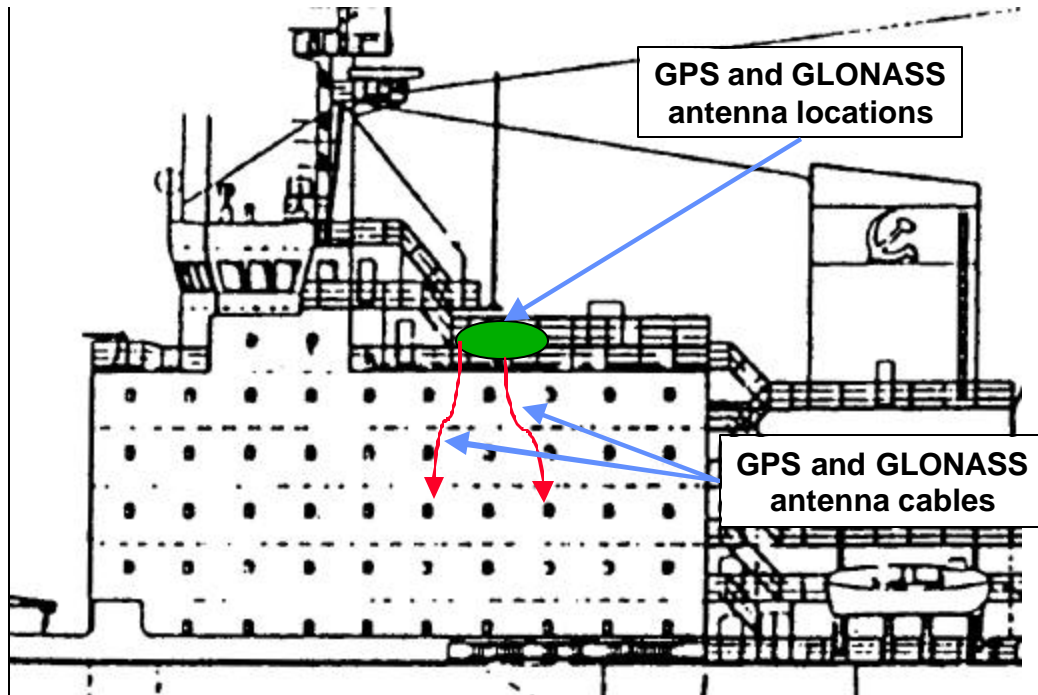 GPS and GLONASS
antenna locations
GPS and GLONASS
antenna cables